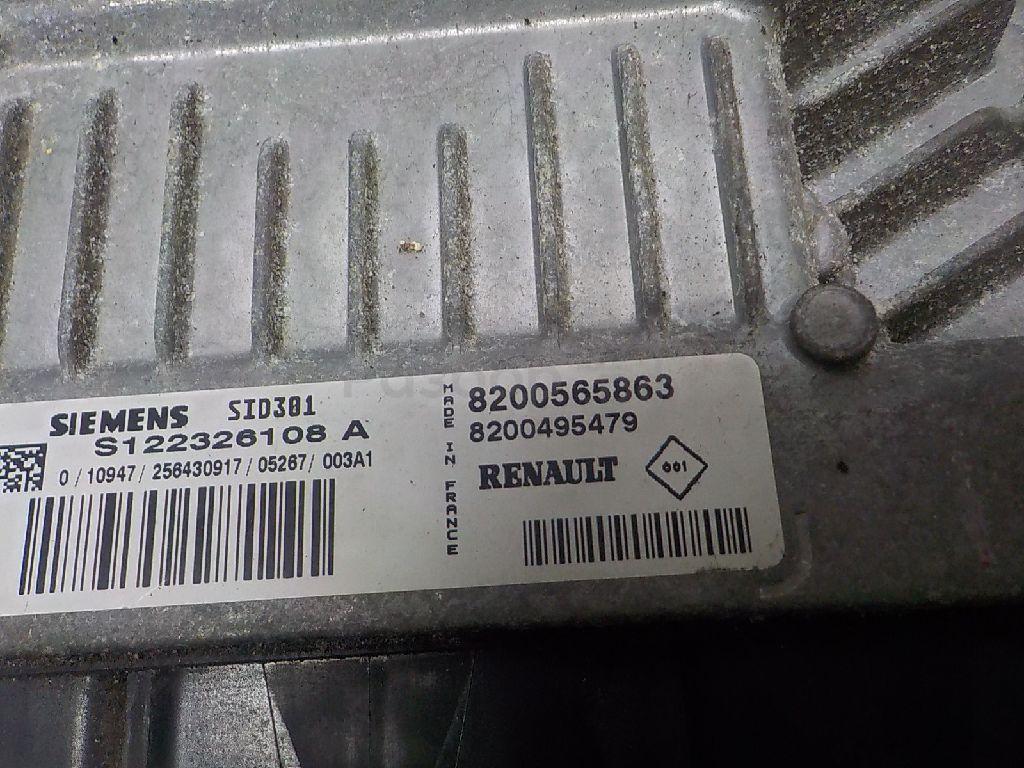 SIEMENS SID301
S122326108 A
0 / 10947 / 256430917 / 05267 / 003A1
MADE IN FRANCE
8200565863
8200495479
RENAULT 001